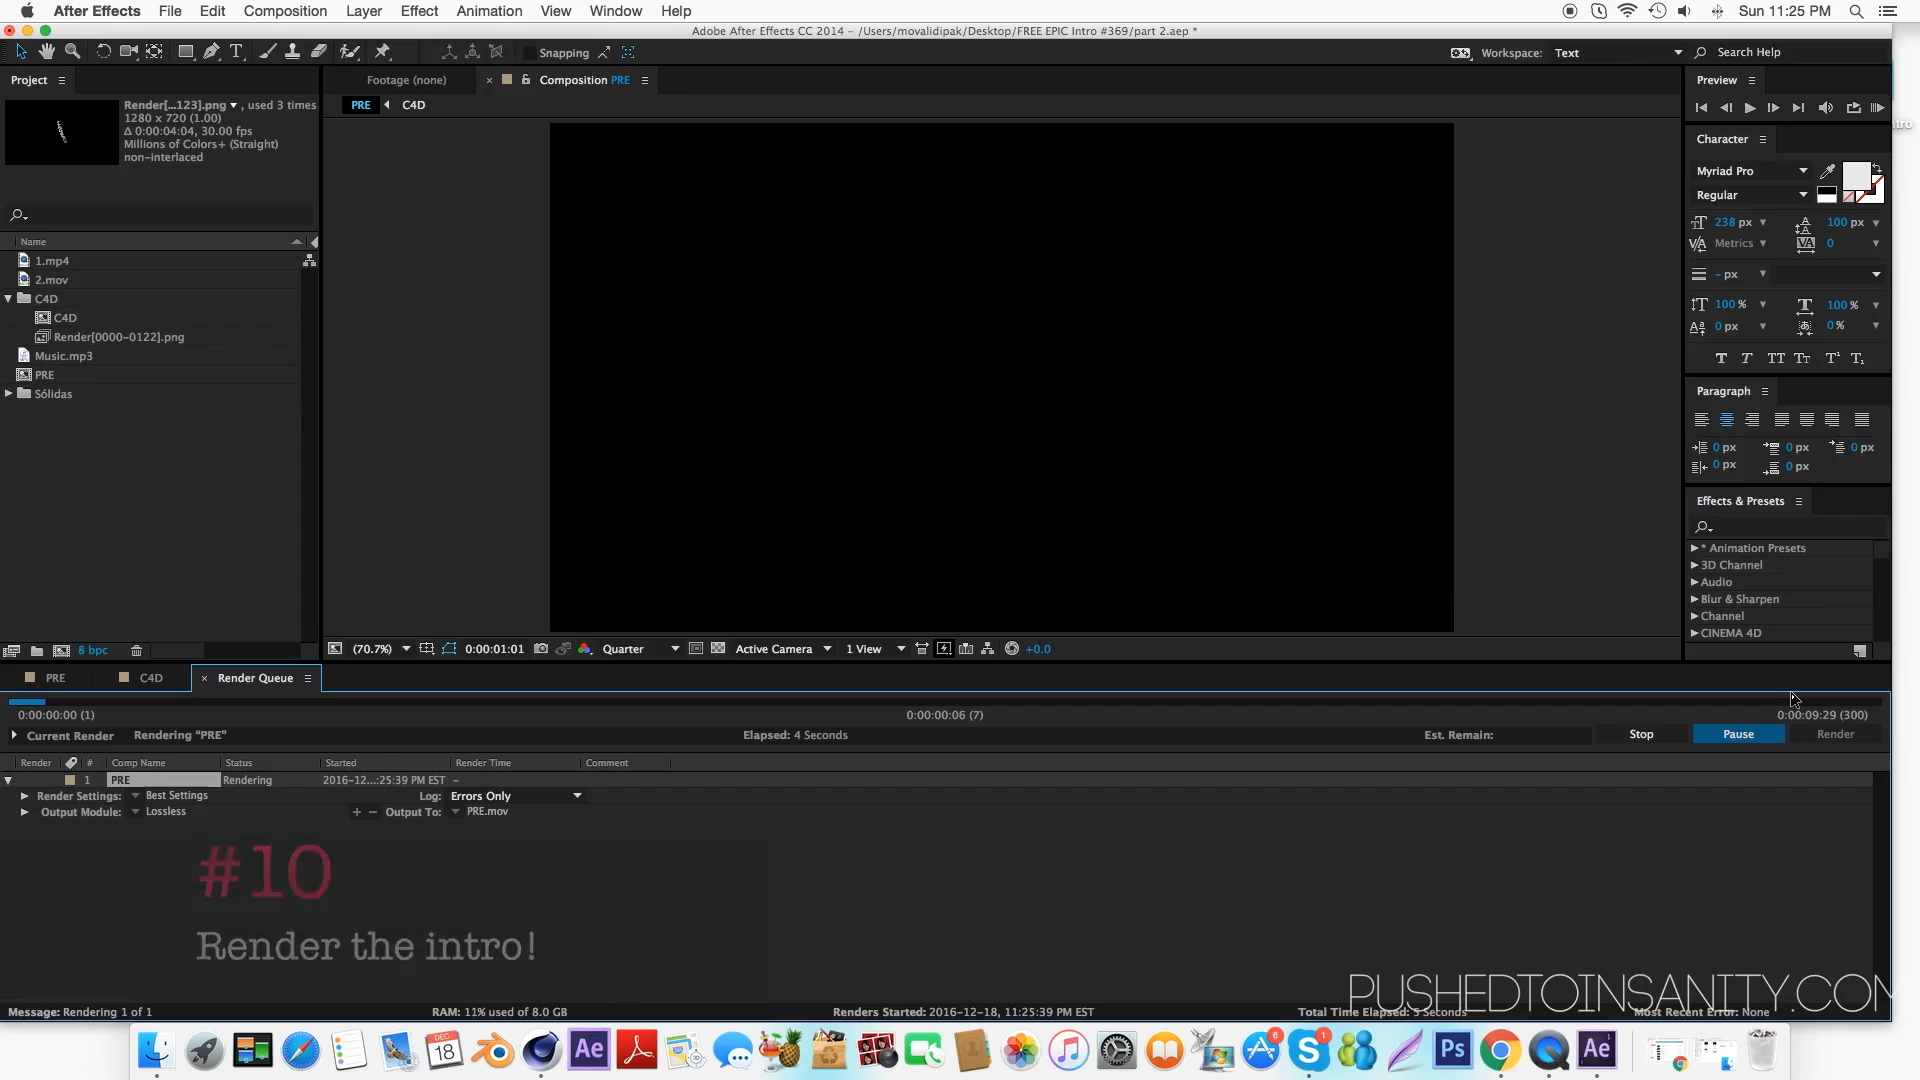 After Effects File Edit Composition Layer Effect Animation View Window Help Sun 11:25 PM
Adobe After Effects CC 2014 – /Users/movalidipak/Desktop/FREE EPIC Intro #369/part 2.aep *
Snapping Workspace: Text Search Help
Project Footage (none) Composition PRE Preview
Render[...123].png , used 3 times
1280 x 720 (1.00)
Δ 0:00:04:04, 30.00 fps
Millions of Colors+ (Straight)
non-interlaced
PRE C4D
Character
Myriad Pro
Regular
238 px 100 px
Metrics 0
- px
100 % 100 %
0 px 0 %
T T TT Tт T¹ T₁
Paragraph
0 px 0 px 0 px
0 px 0 px
Effects & Presets
* Animation Presets
3D Channel
Audio
Blur & Sharpen
Channel
CINEMA 4D
Name
1.mp4
2.mov
C4D
C4D
Render[0000-0122].png
Music.mp3
PRE
Sólidas
8 bpc
(70.7%) 0:00:01:01 Quarter Active Camera 1 View +0.0
PRE C4D Render Queue
0:00:00:00 (1) 0:00:00:06 (7) 0:00:09:29 (300)
Current Render Rendering "PRE" Elapsed: 4 Seconds Est. Remain: Stop Pause Render
Render # Comp Name Status Started Render Time Comment
1 PRE Rendering 2016-12...:25:39 PM EST –
Render Settings: Best Settings Log: Errors Only
Output Module: Lossless + − Output To: PRE.mov
#10
Render the intro!
PUSHEDTOINSANITY.COM
Message: Rendering 1 of 1 RAM: 11% used of 8.0 GB Renders Started: 2016-12-18, 11:25:39 PM EST Total Time Elapsed: 5 Seconds Most Recent Error: None
DEC 18 Ae 6 S 1 Ps Ae